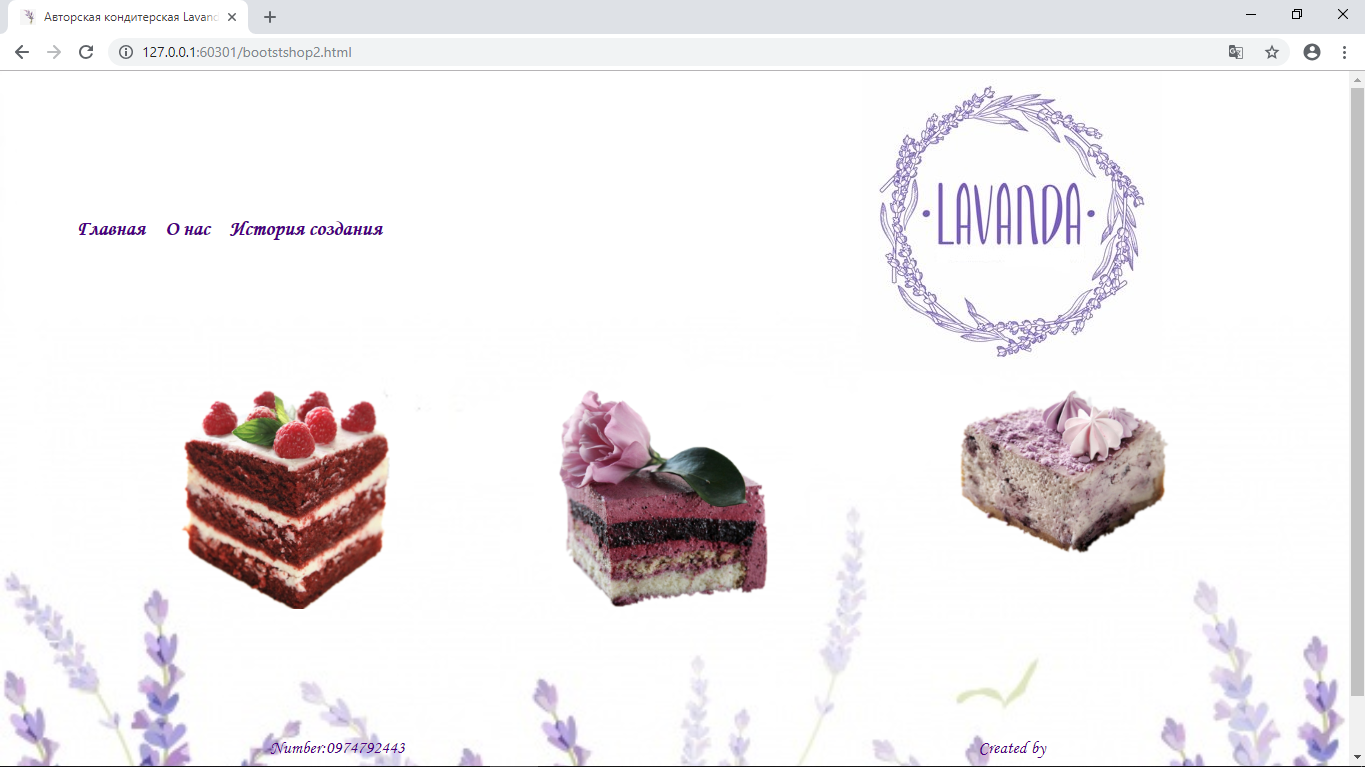 Авторская кондитерская Lavand
127.0.0.1:60301/bootstshop2.html
Главная О нас История создания
·LAVANDA·
Number:0974792443
Created by